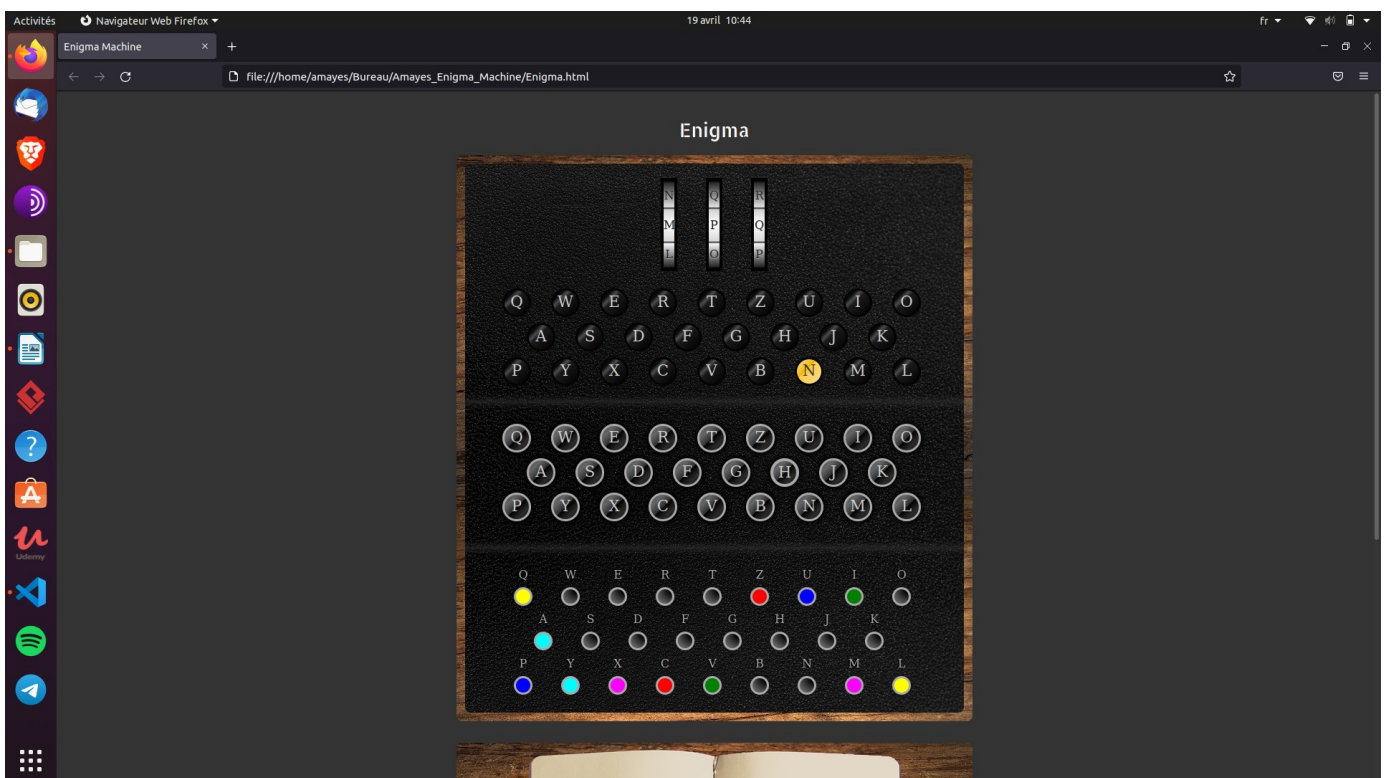 Activités Navigateur Web Firefox 19 avril 10:44 fr
Enigma Machine × +
file:///home/amayes/Bureau/Amayes_Enigma_Machine/Enigma.html
Enigma
N Q R
M P Q
L O P
Q W E R T Z U I O
A S D F G H J K
P Y X C V B N M L
Q W E R T Z U I O
A S D F G H J K
P Y X C V B N M L
Q W E R T Z U I O
A S D F G H J K
P Y X C V B N M L
Udemy